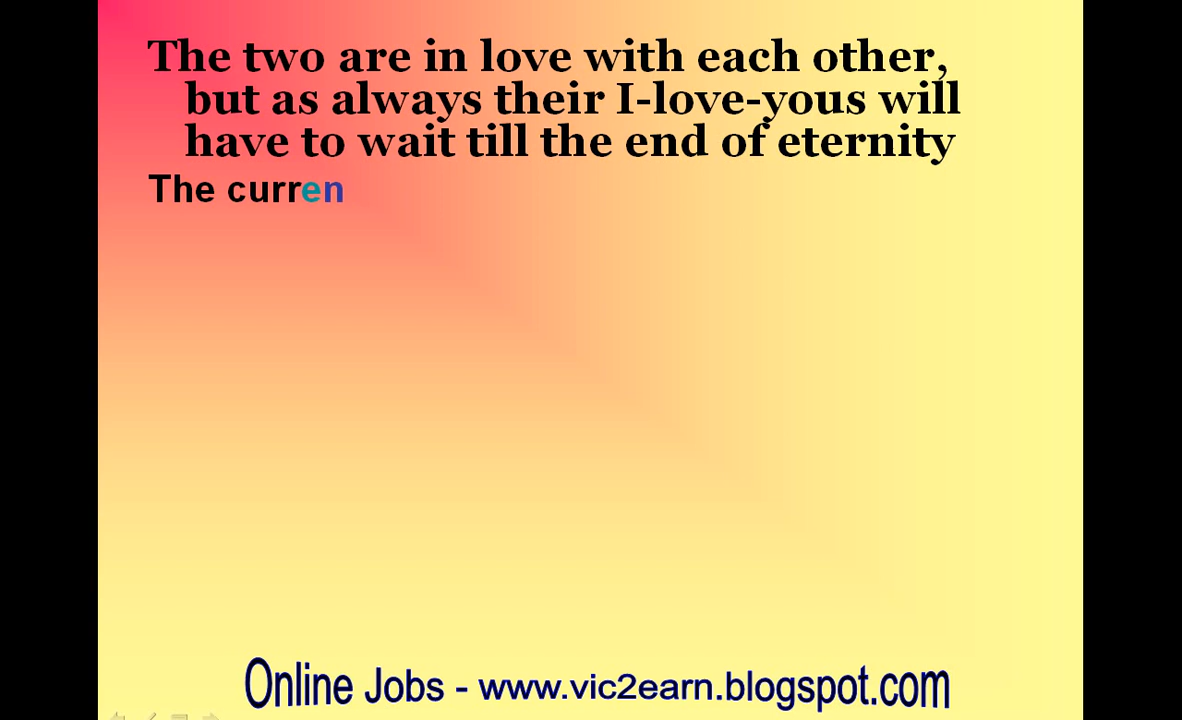 The two are in love with each other,
but as always their I-love-yous will
have to wait till the end of eternity
The curren
Online Jobs - www.vic2earn.blogspot.com